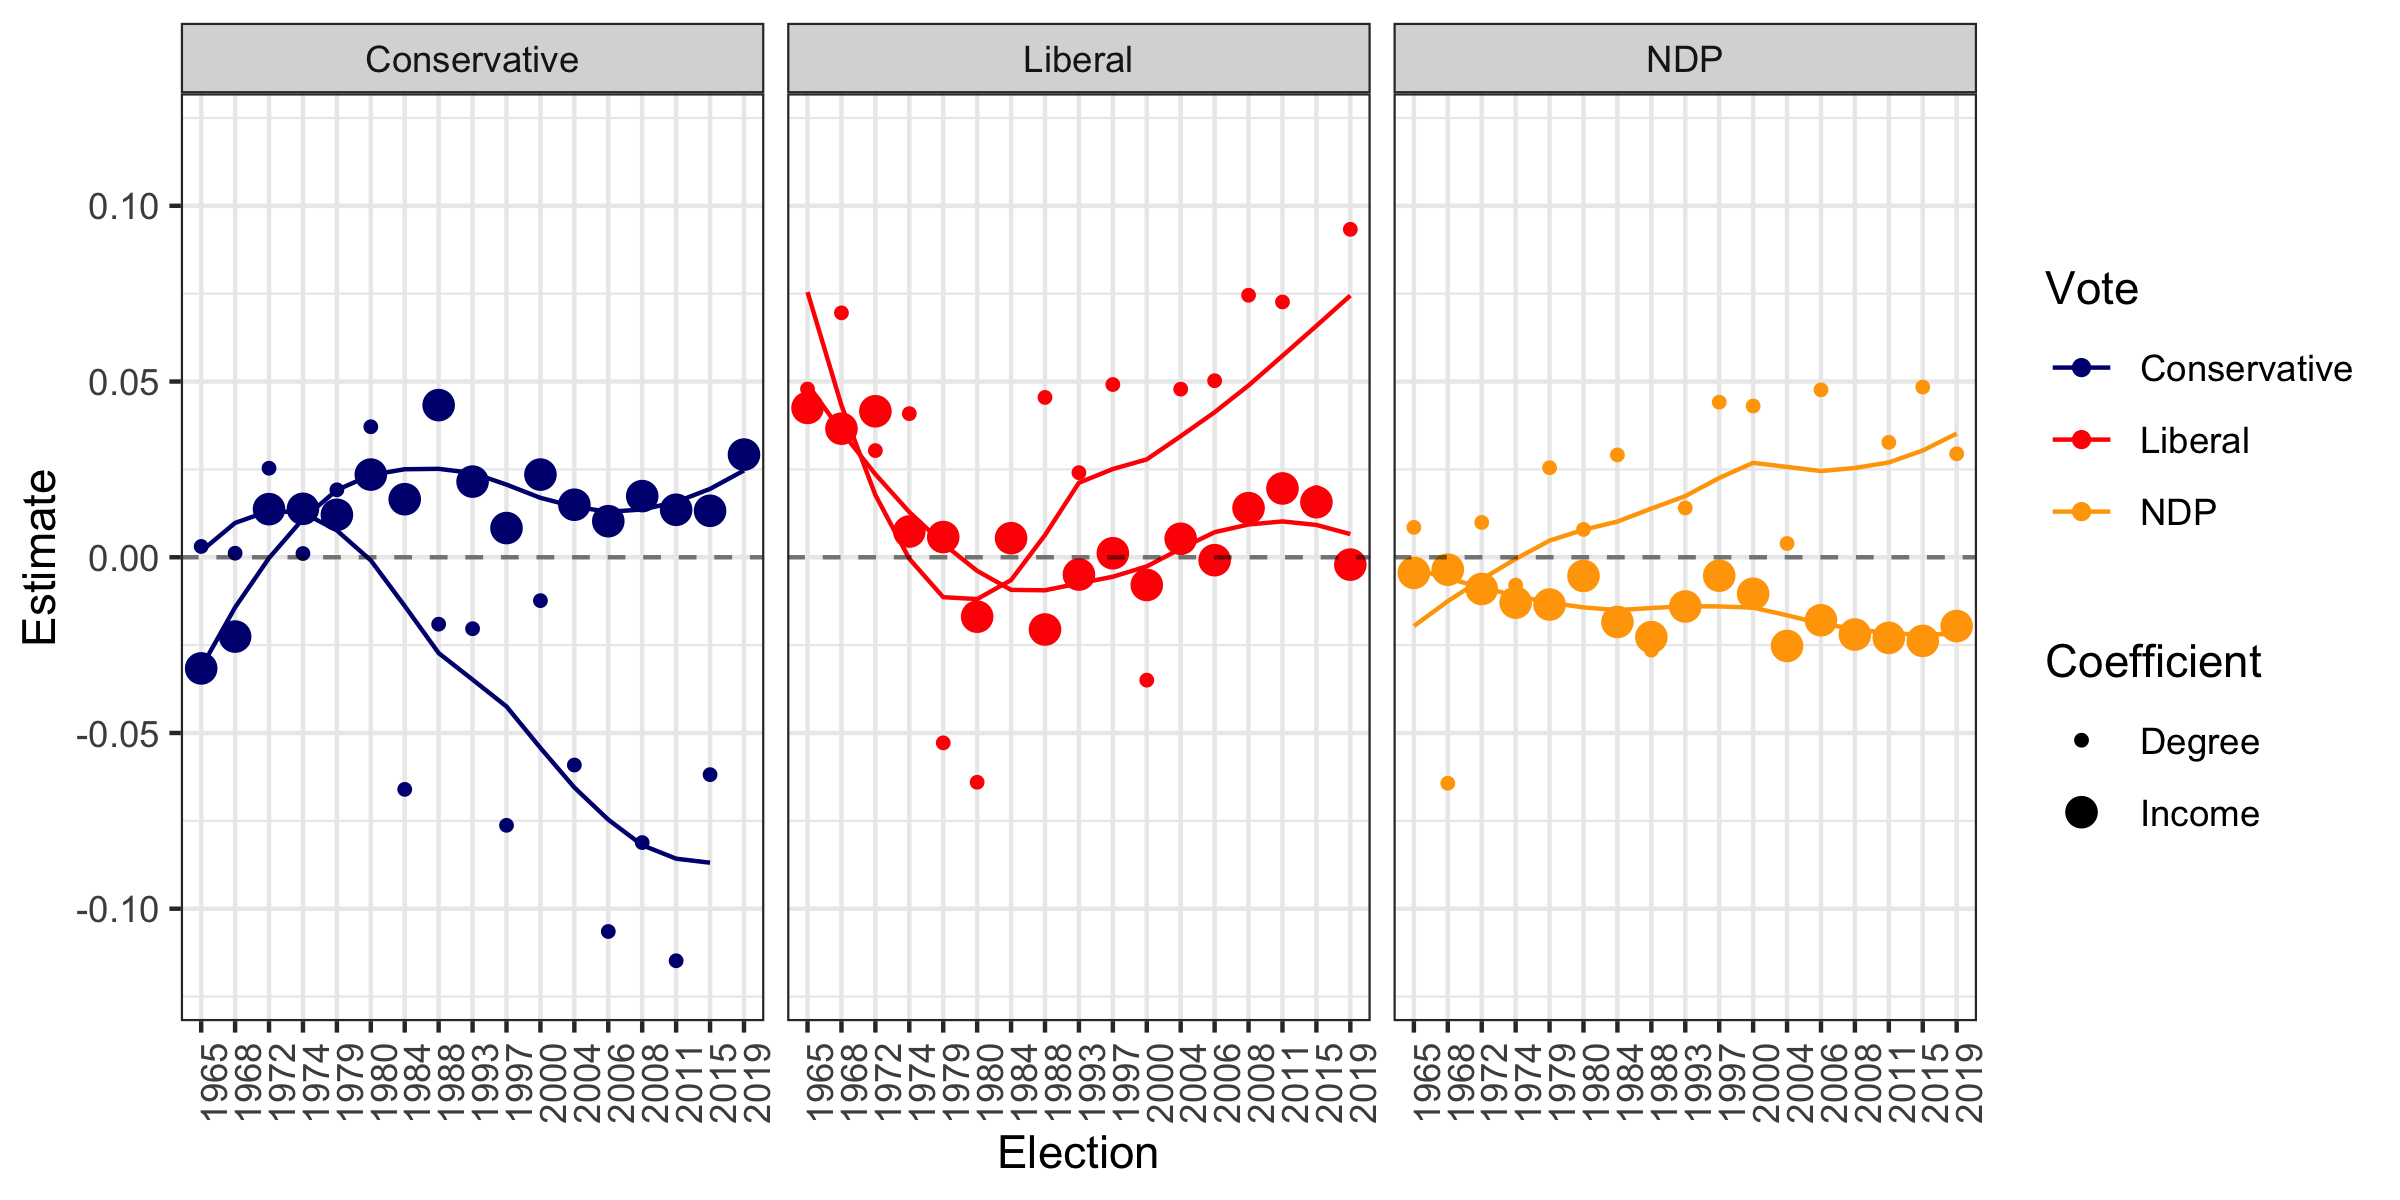 Conservative Liberal NDP
0.10
0.05
0.00
-0.05
-0.10
Estimate
1965 1968 1972 1974 1979 1980 1984 1988 1993 1997 2000 2004 2006 2008 2011 2015 2019
1965 1968 1972 1974 1979 1980 1984 1988 1993 1997 2000 2004 2006 2008 2011 2015 2019
1965 1968 1972 1974 1979 1980 1984 1988 1993 1997 2000 2004 2006 2008 2011 2015 2019
Election
Vote
Conservative
Liberal
NDP
Coefficient
Degree
Income